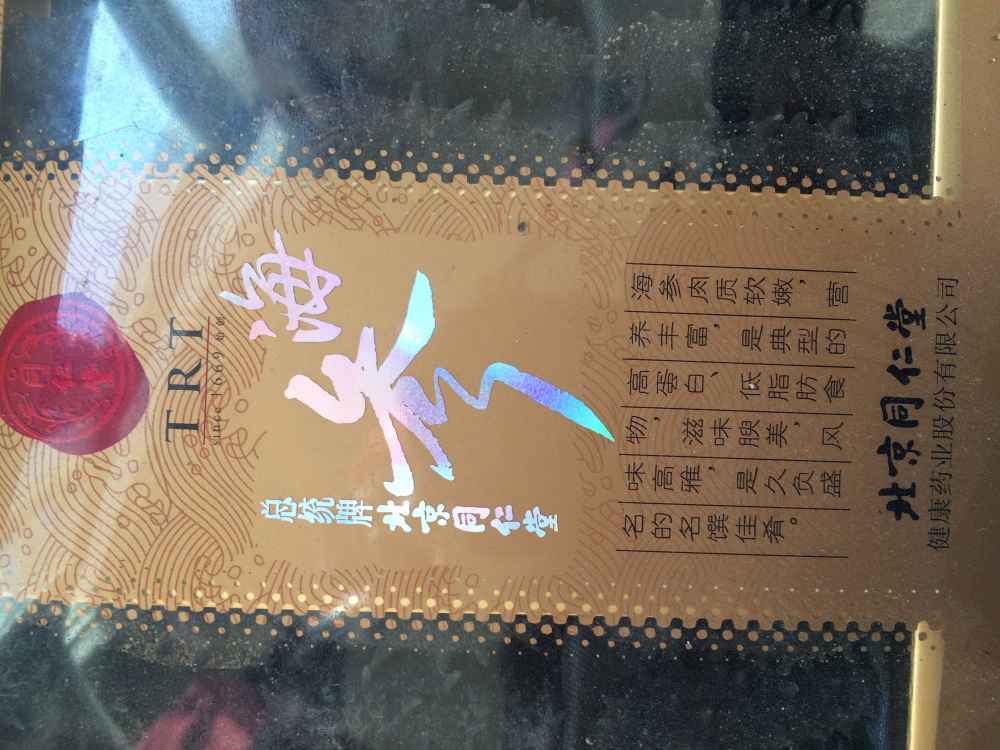 同仁堂
TRT
since 1669
海参
总统牌北京同仁堂
海参肉质软嫩，营
养丰富，是典型的
高蛋白、低脂肪食
物，滋味腴美，风
味高雅，是久负盛
名的名馔佳肴。
北京同仁堂
健康药业股份有限公司